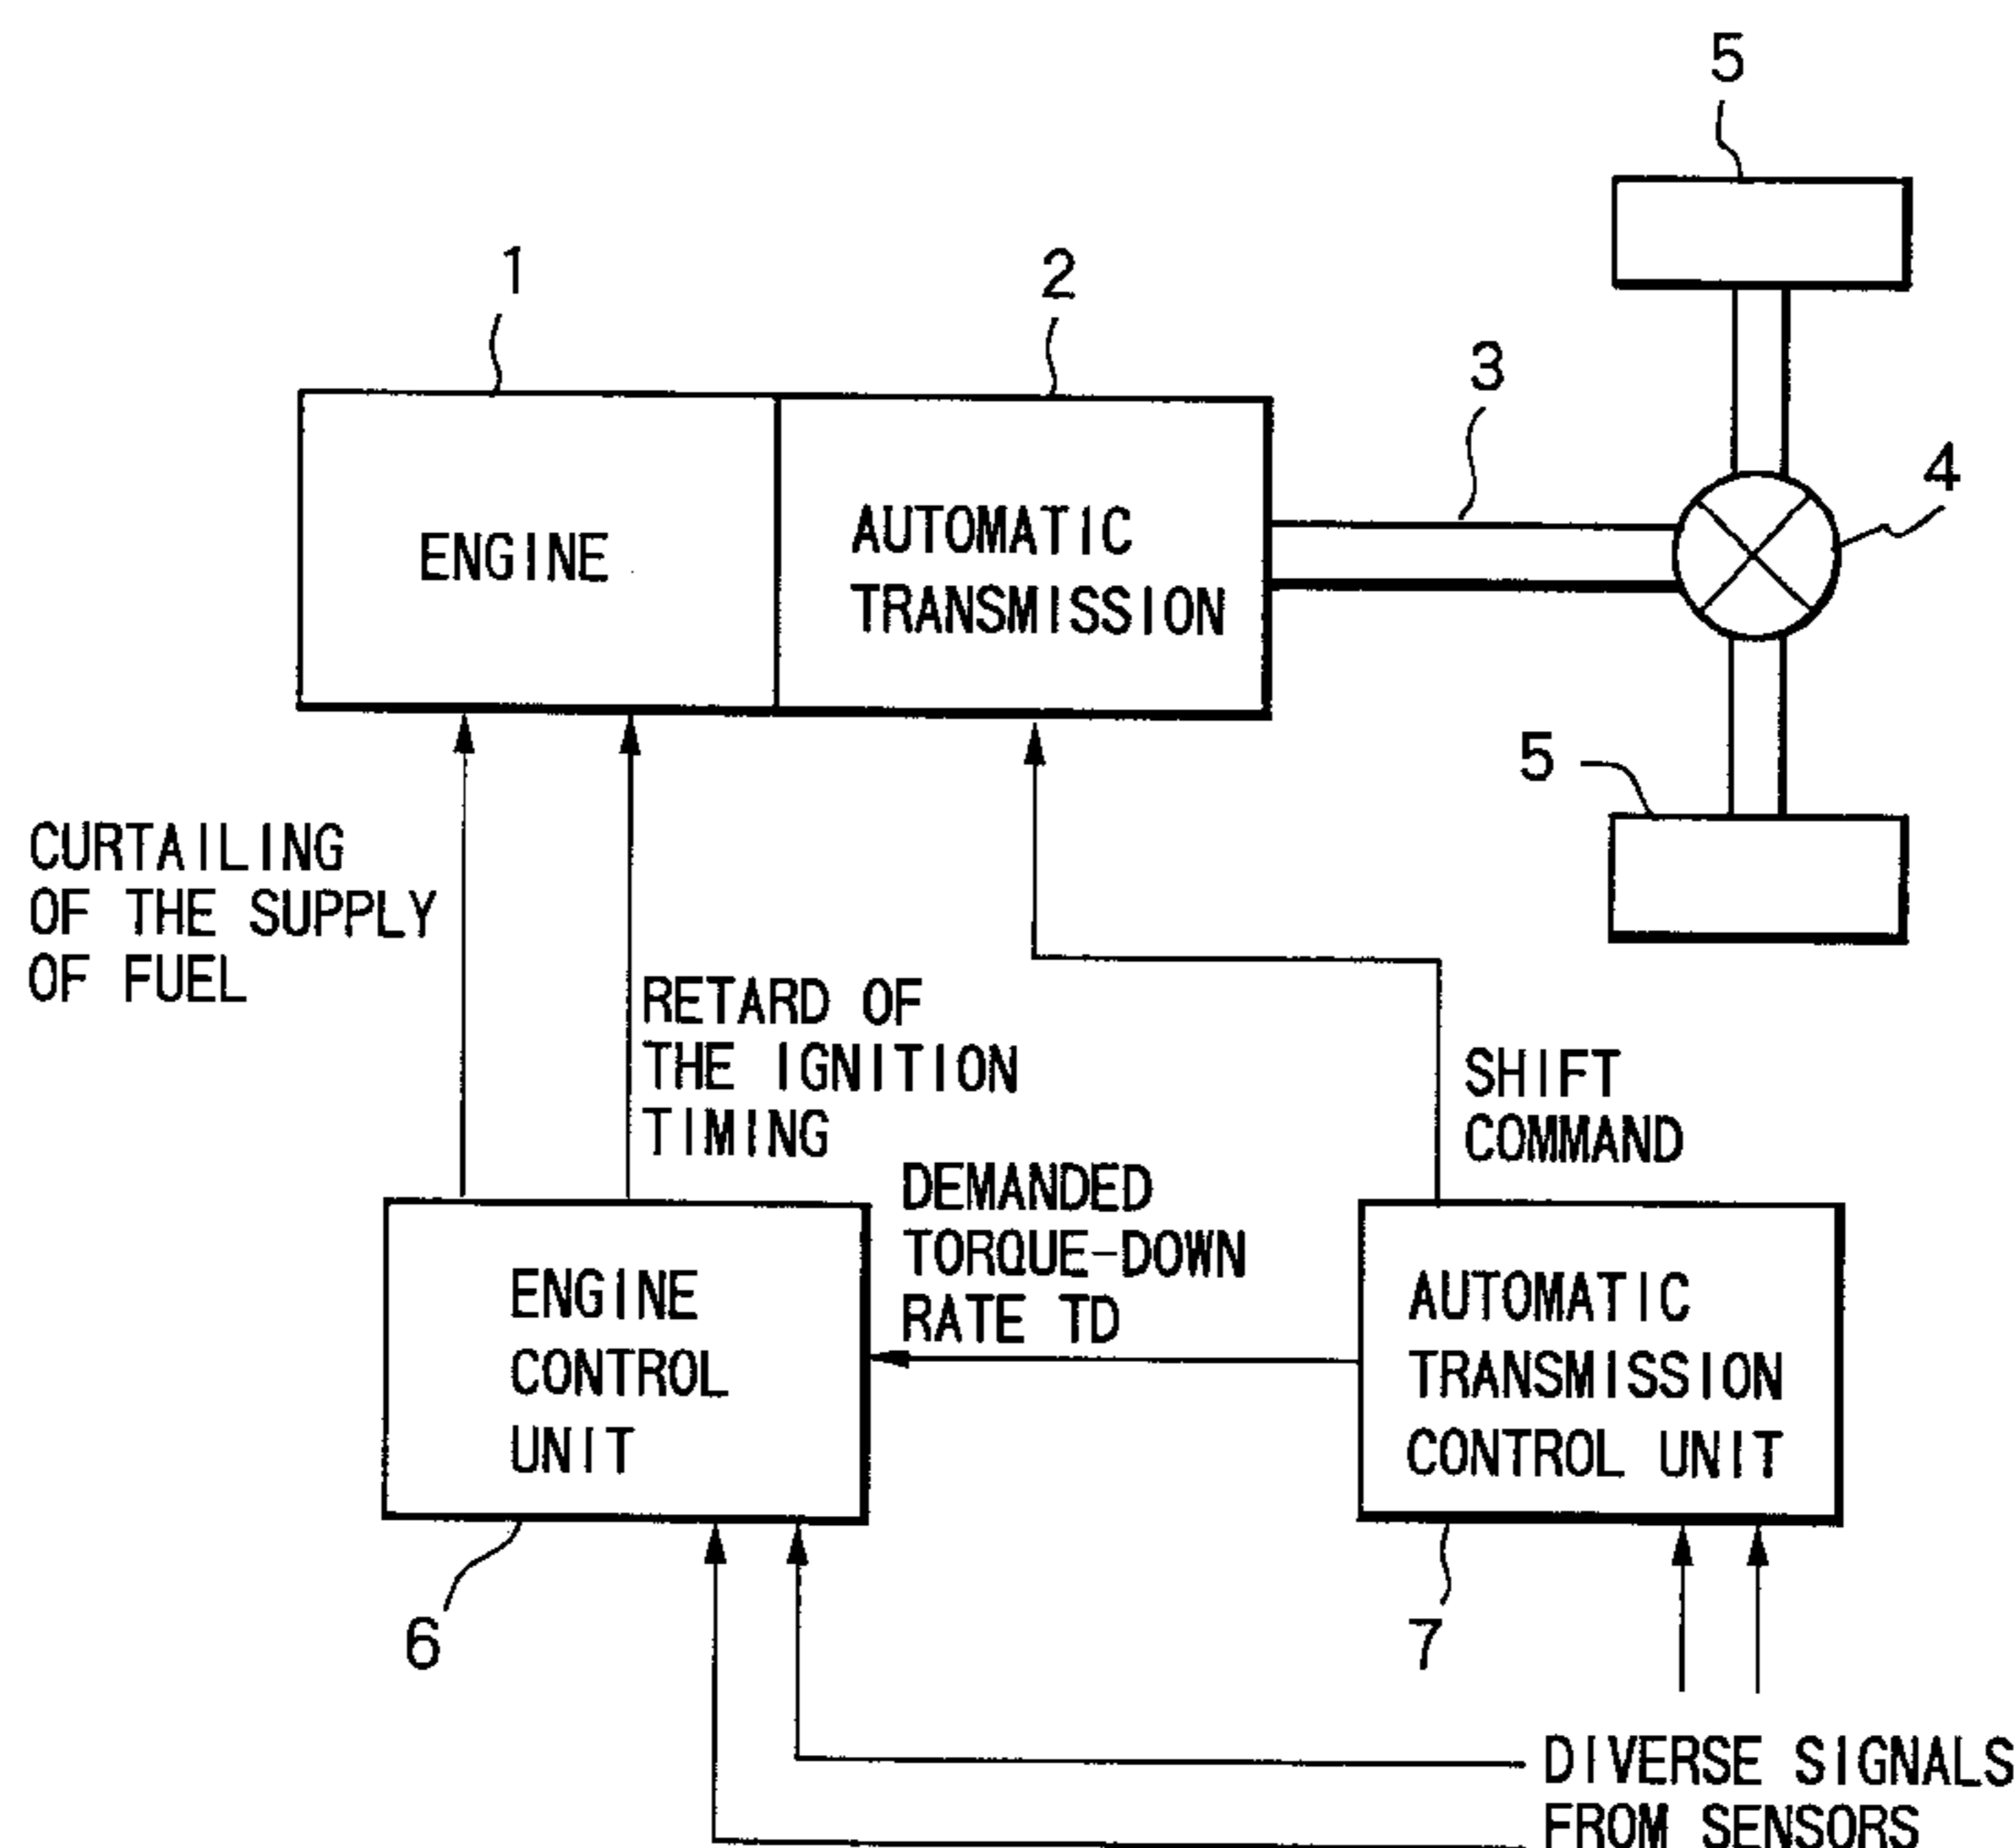 5
1
2
3
4
ENGINE
AUTOMATIC
TRANSMISSION
5
CURTAILING
OF THE SUPPLY
OF FUEL
RETARD OF
THE IGNITION
TIMING
SHIFT
COMMAND
DEMANDED
TORQUE-DOWN
RATE TD
ENGINE
CONTROL
UNIT
AUTOMATIC
TRANSMISSION
CONTROL UNIT
6
7
DIVERSE SIGNALS
FROM SENSORS